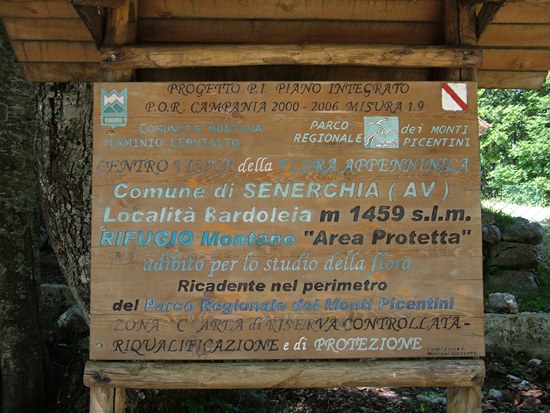 PROGETTO P.I. PIANO INTEGRATO
P.O.R. CAMPANIA 2000 - 2006 MISURA 1.9
COMUNITÀ MONTANA
TERMINIO CERVIALTO
PARCO
REGIONALE
dei MONTI
PICENTINI
CENTRO VISITA della FLORA APPENNINICA
Comune di SENERCHIA ( AV )
Località Bardoleia m 1459 s.l.m.
RIFUGIO Montano "Area Protetta"
adibito per lo studio della flora
Ricadente nel perimetro
del Parco Regionale dei Monti Picentini
ZONA "C" AREA di RISERVA CONTROLLATA-
RIQUALIFICAZIONE e di PROTEZIONE